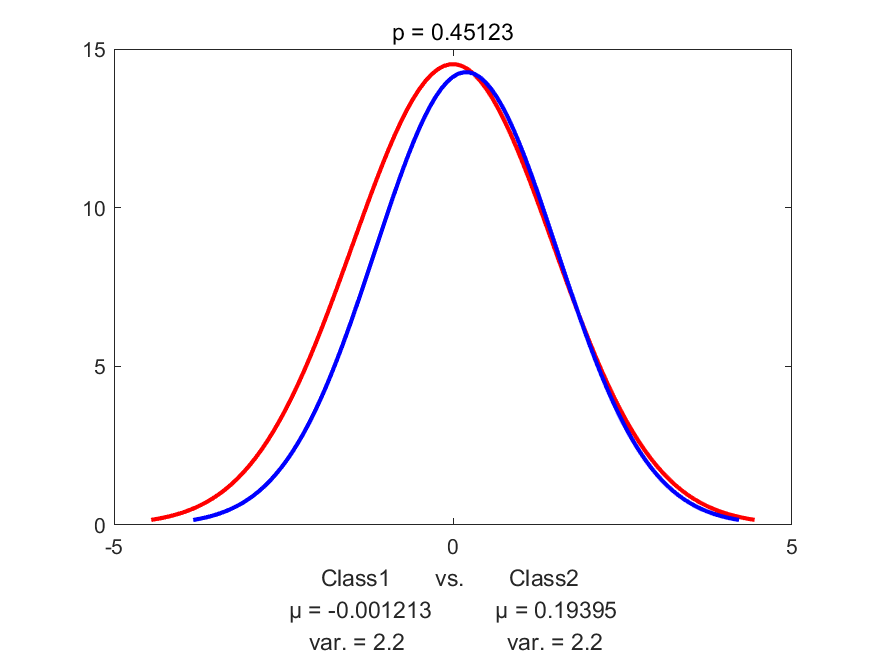 p = 0.45123
15
10
5
0
-5 0 5
Class1 vs. Class2
μ = -0.001213 μ = 0.19395
var. = 2.2 var. = 2.2